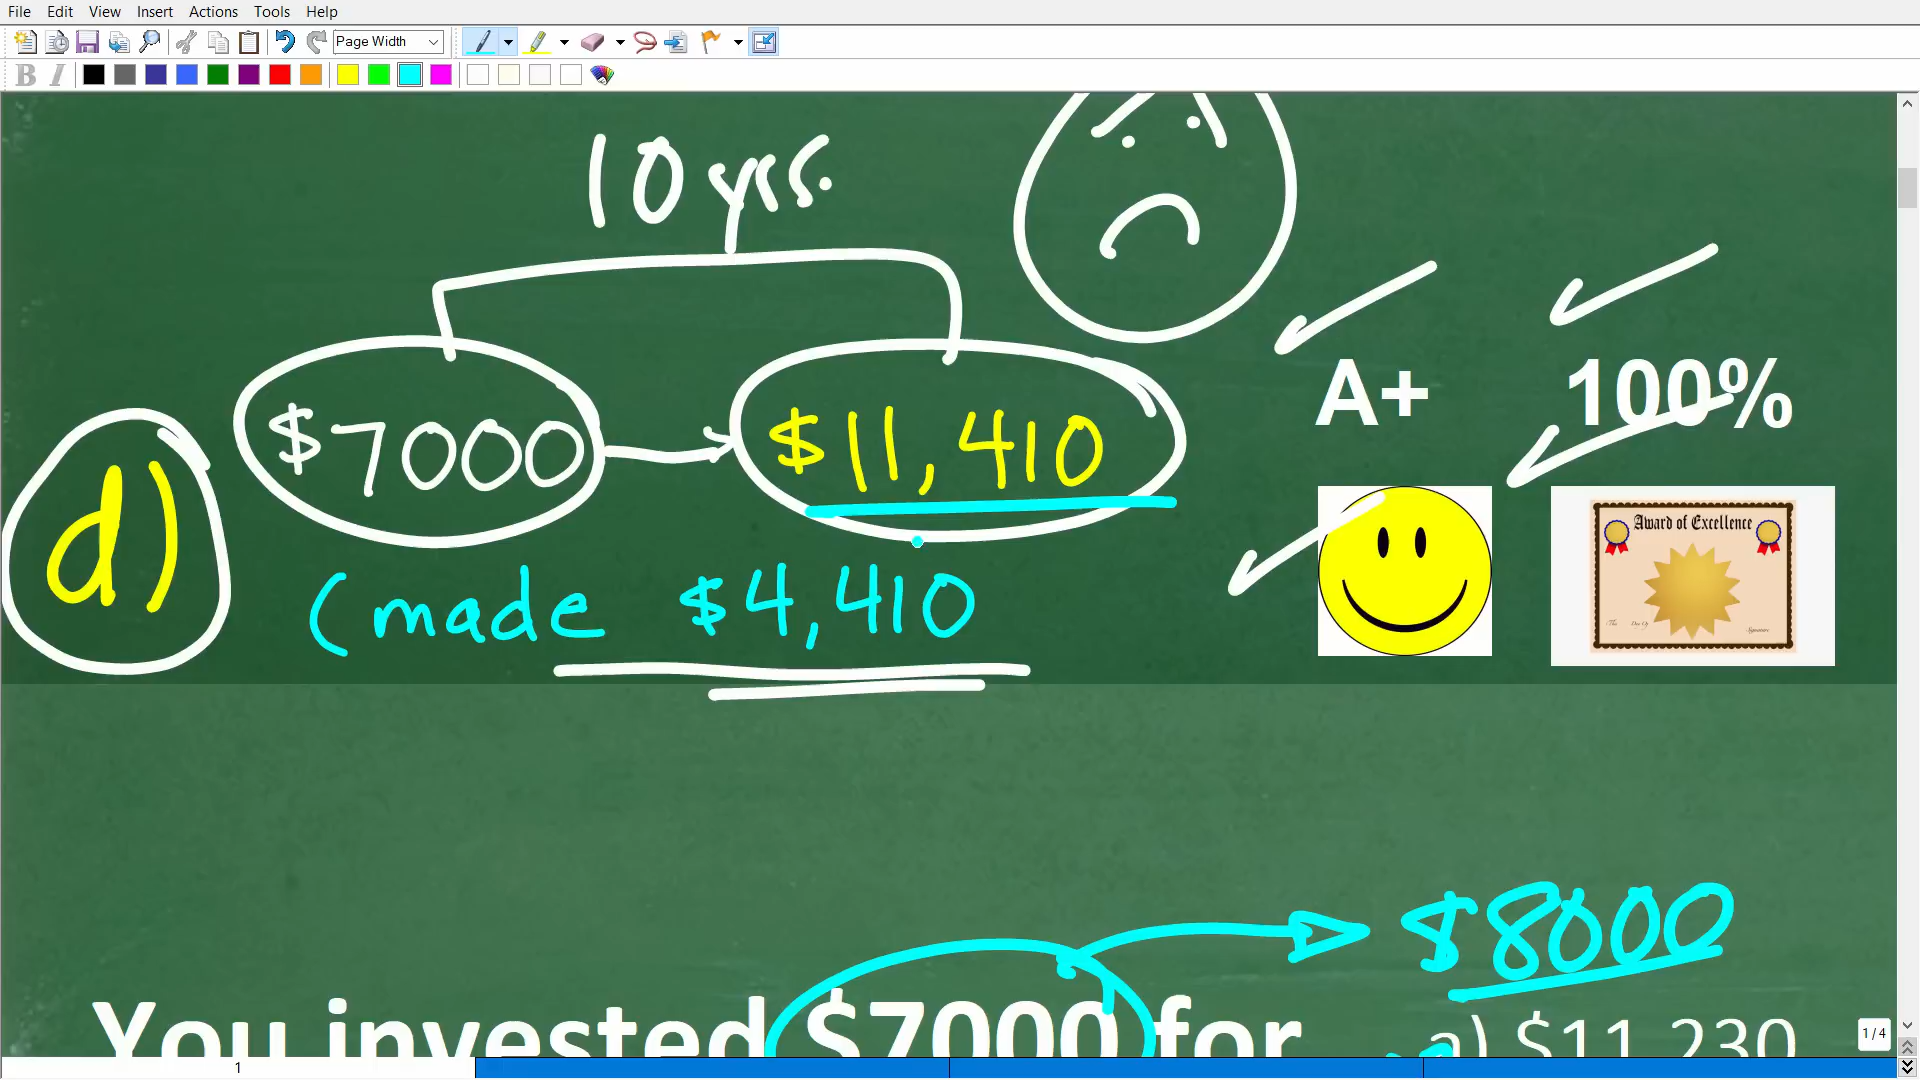 File Edit View Insert Actions Tools Help
Page Width
B I
10 yrs.
A+ 100%
$7000 $11,410
d)
Award of Excellence
(made $4,410
$8000
You invested $7000 for
a) $11,230
1 / 4
1